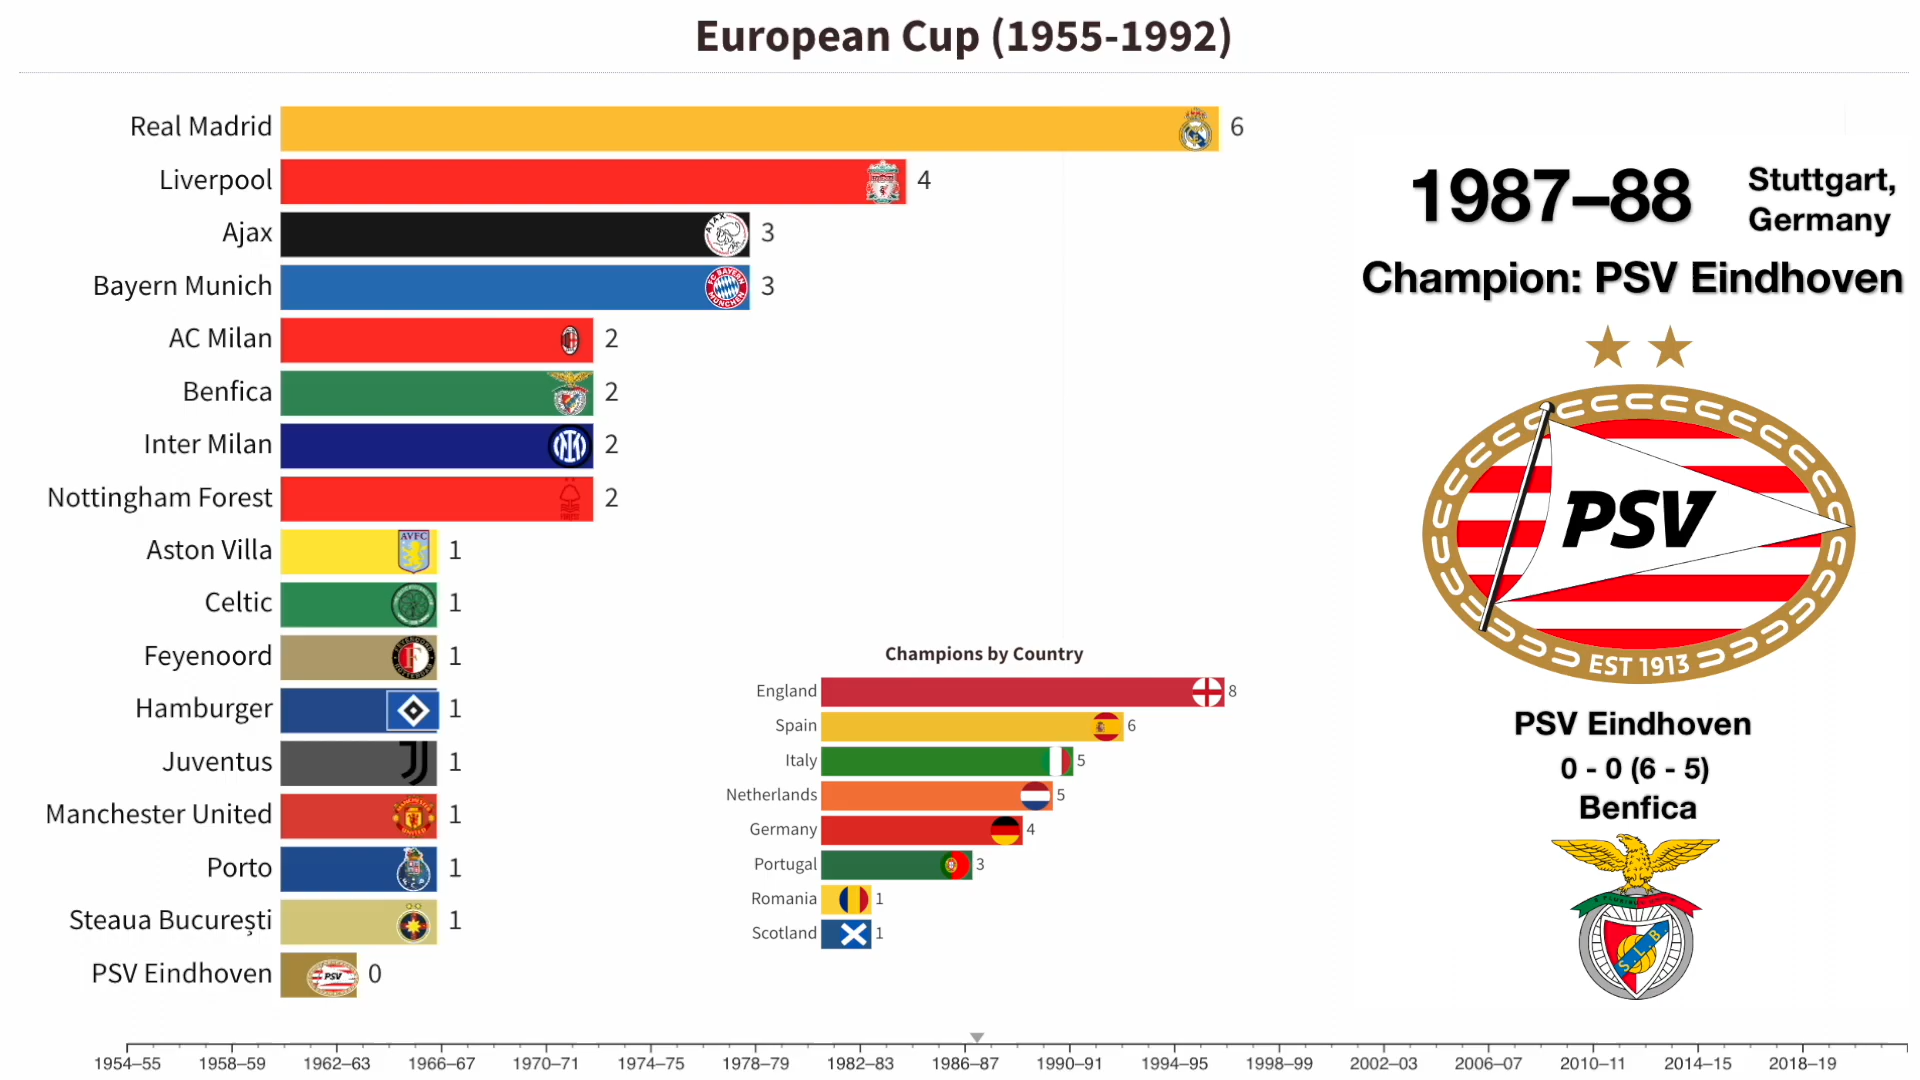 European Cup (1955-1992)
Real Madrid 6
Liverpool 4
Ajax 3
Bayern Munich 3
AC Milan 2
Benfica 2
Inter Milan 2
Nottingham Forest 2
Aston Villa AVFC 1
Celtic 1
Feyenoord 1
Hamburger 1
Juventus 1
Manchester United 1
Porto 1
Steaua București 1
PSV Eindhoven PSV 0
Champions by Country
England 8
Spain 6
Italy 5
Netherlands 5
Germany 4
Portugal 3
Romania 1
Scotland 1
1987–88
Stuttgart,
Germany
Champion: PSV Eindhoven
PSV
EST 1913
PSV Eindhoven
0 - 0 (6 - 5)
Benfica
E PLURIBUS UNUM
S.L.B.
1954–55 1958–59 1962–63 1966–67 1970–71 1974–75 1978–79 1982–83 1986–87 1990–91 1994–95 1998–99 2002–03 2006–07 2010–11 2014–15 2018–19